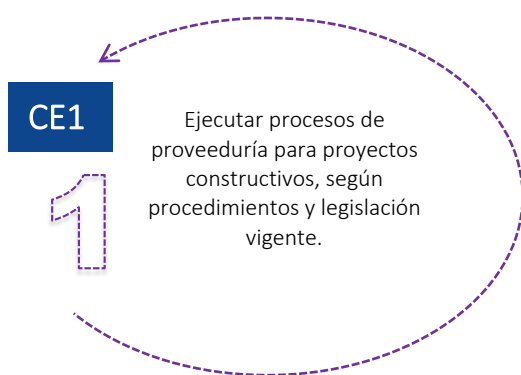 CE1
1
Ejecutar procesos de
proveeduría para proyectos
constructivos, según
procedimientos y legislación
vigente.